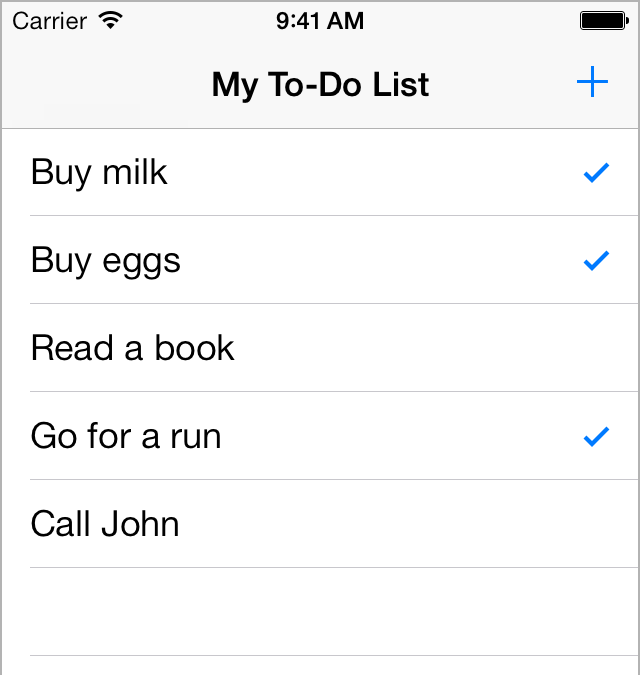 Carrier 9:41 AM
My To-Do List
Buy milk
Buy eggs
Read a book
Go for a run
Call John